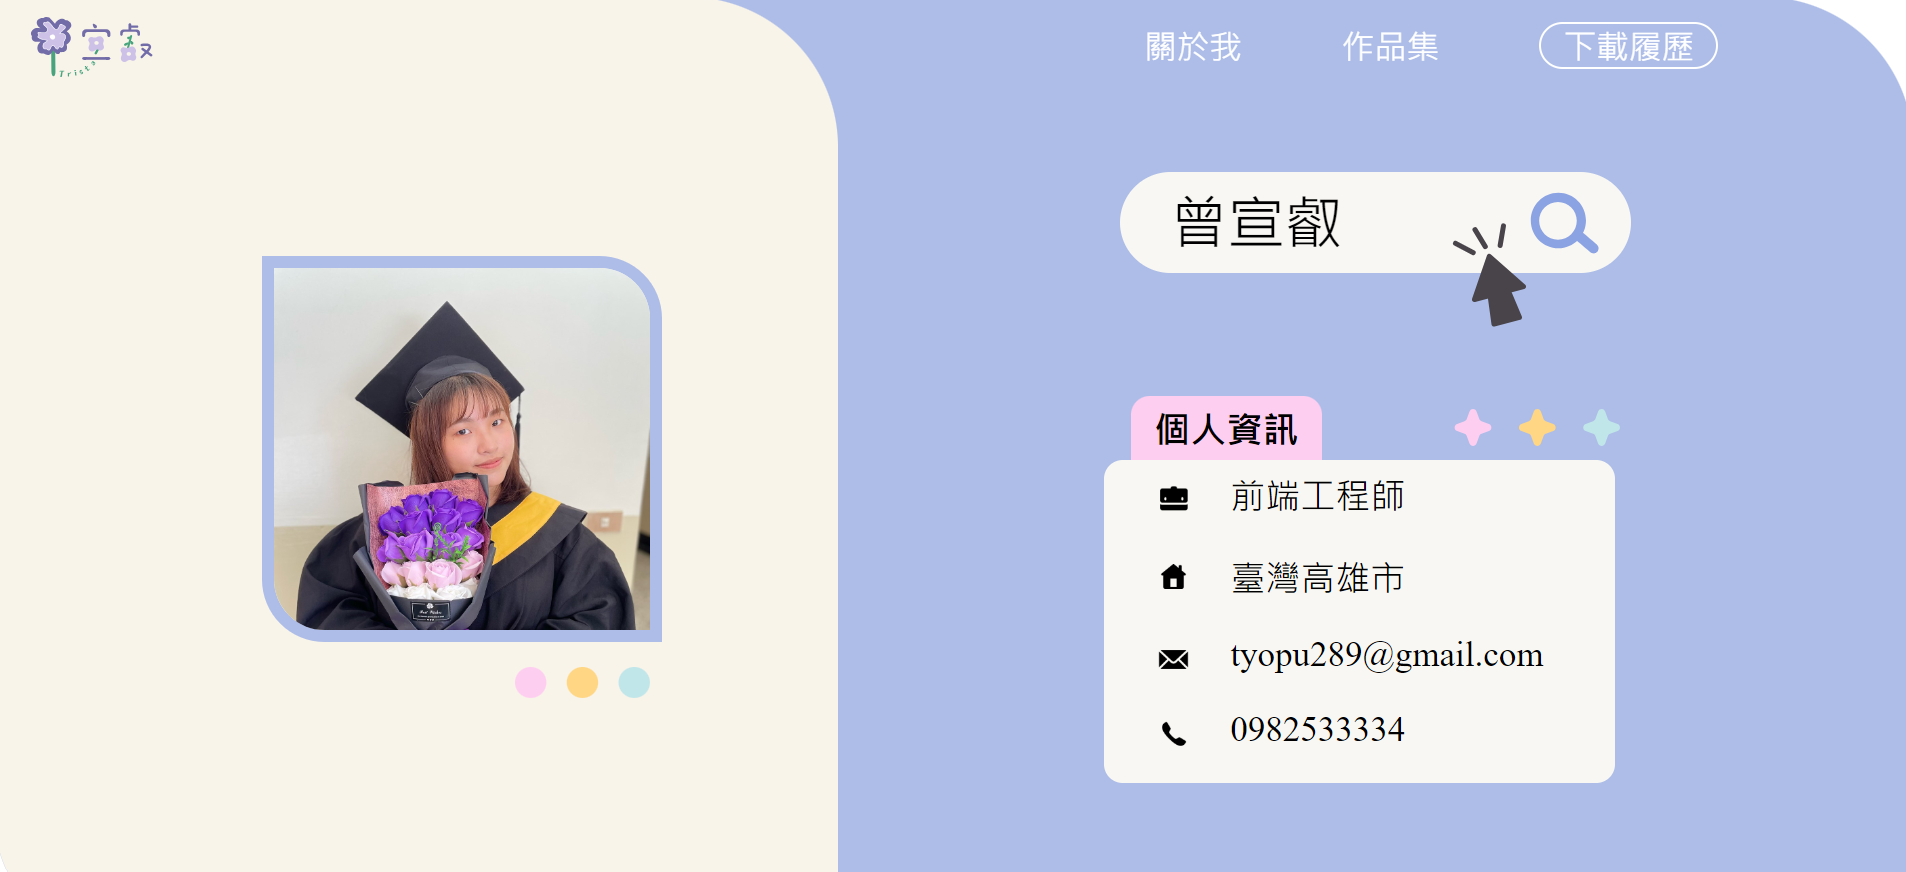 宣叡
Trista
關於我
作品集
下載履歷
曾宣叡
個人資訊
前端工程師
臺灣高雄市
tyopu289@gmail.com
0982533334